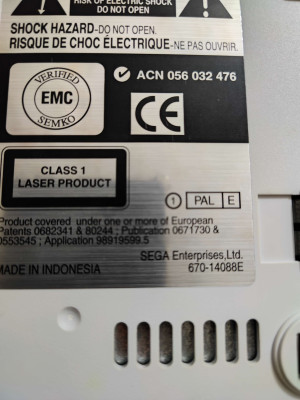 RISK OF ELECTRIC SHOCK
DO NOT OPEN
SHOCK HAZARD-DO NOT OPEN.
RISQUE DE CHOC ÉLECTRIQUE-NE PAS OUVRIR.
VERIFIED
EMC
SEMKO
ACN 056 032 476
CE
CLASS 1
LASER PRODUCT
1 PAL E
Product covered under one or more of European
Patents 0682341 & 80244 ; Publication 0671730 &
0553545 ; Application 98919599.5
SEGA Enterprises,Ltd.
MADE IN INDONESIA
670-14088E